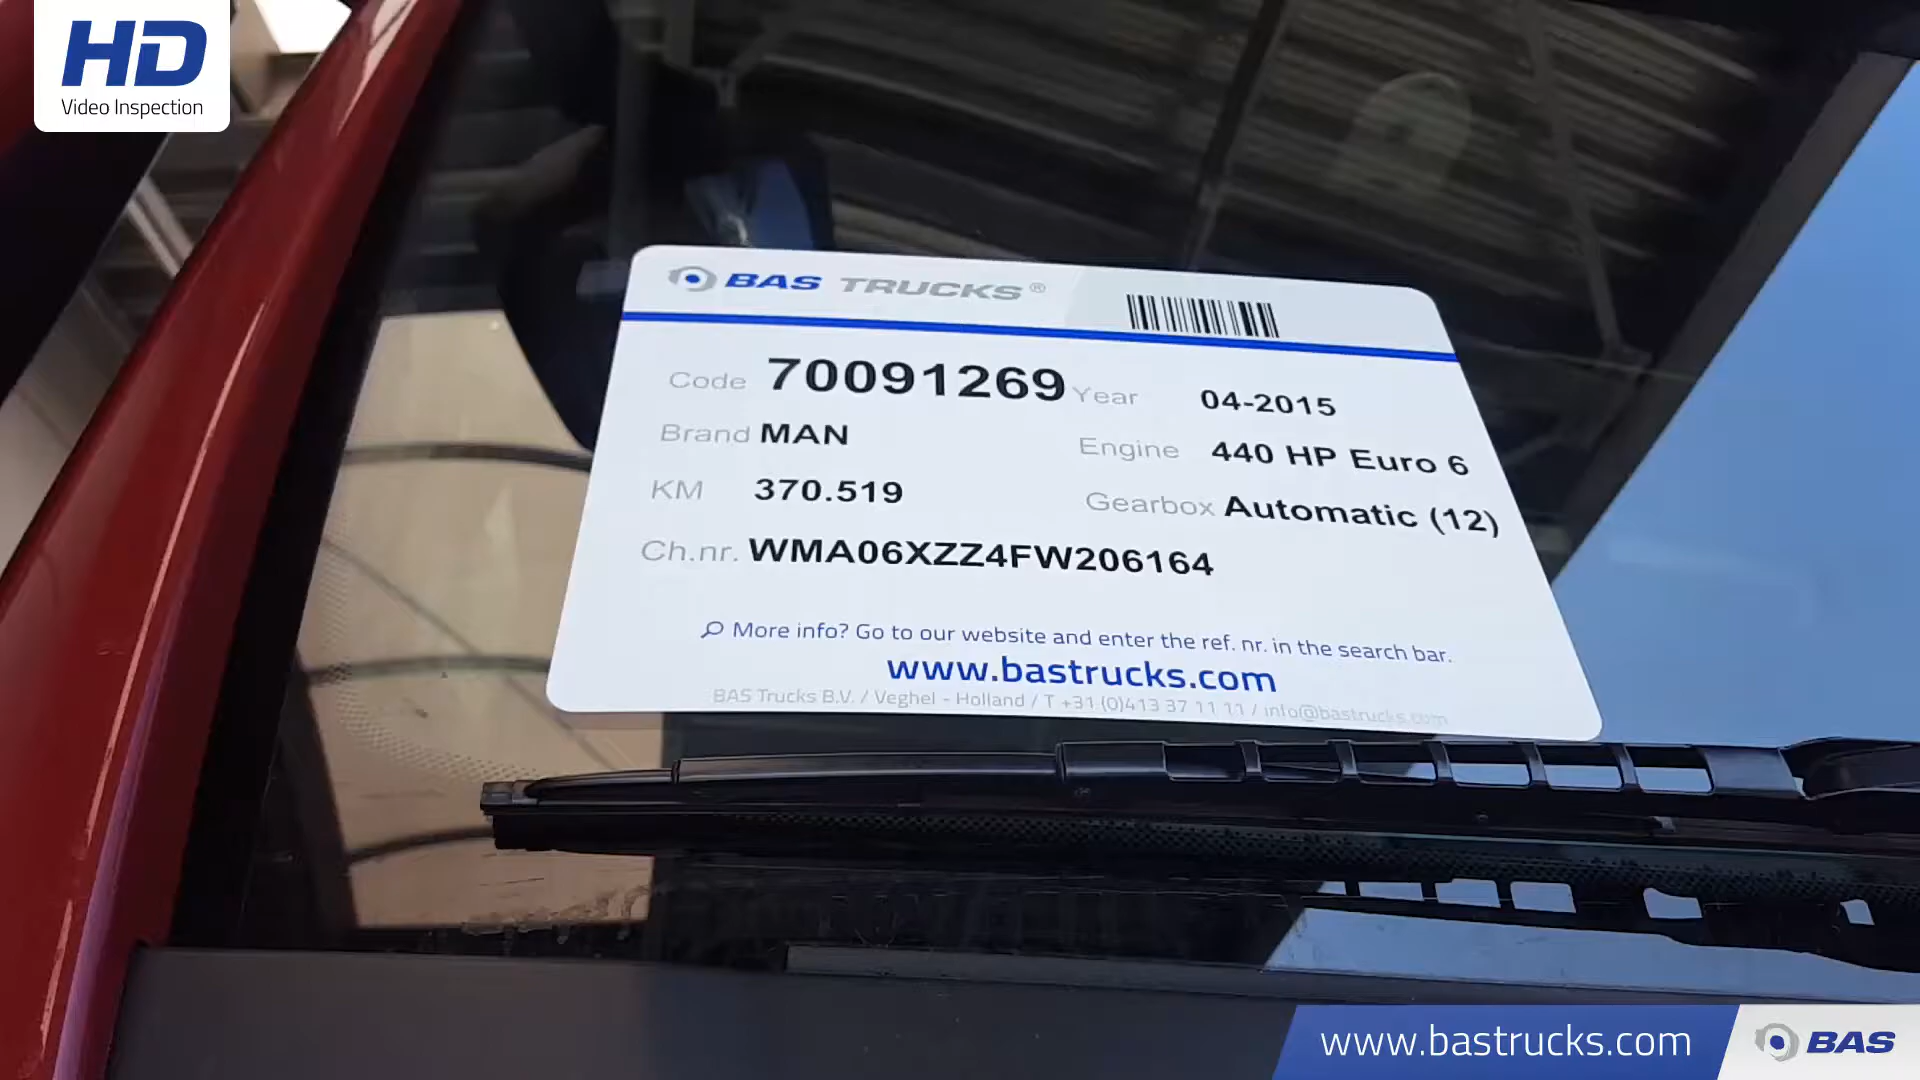 HD
Video Inspection
BAS TRUCKS®
Code 70091269 Year 04-2015
Brand MAN Engine 440 HP Euro 6
KM 370.519 Gearbox Automatic (12)
Ch.nr. WMA06XZZ4FW206164
More info? Go to our website and enter the ref. nr. in the search bar.
www.bastrucks.com
BAS Trucks B.V. / Veghel - Holland / T +31 (0)413 37 11 11 / info@bastrucks.com
www.bastrucks.com BAS